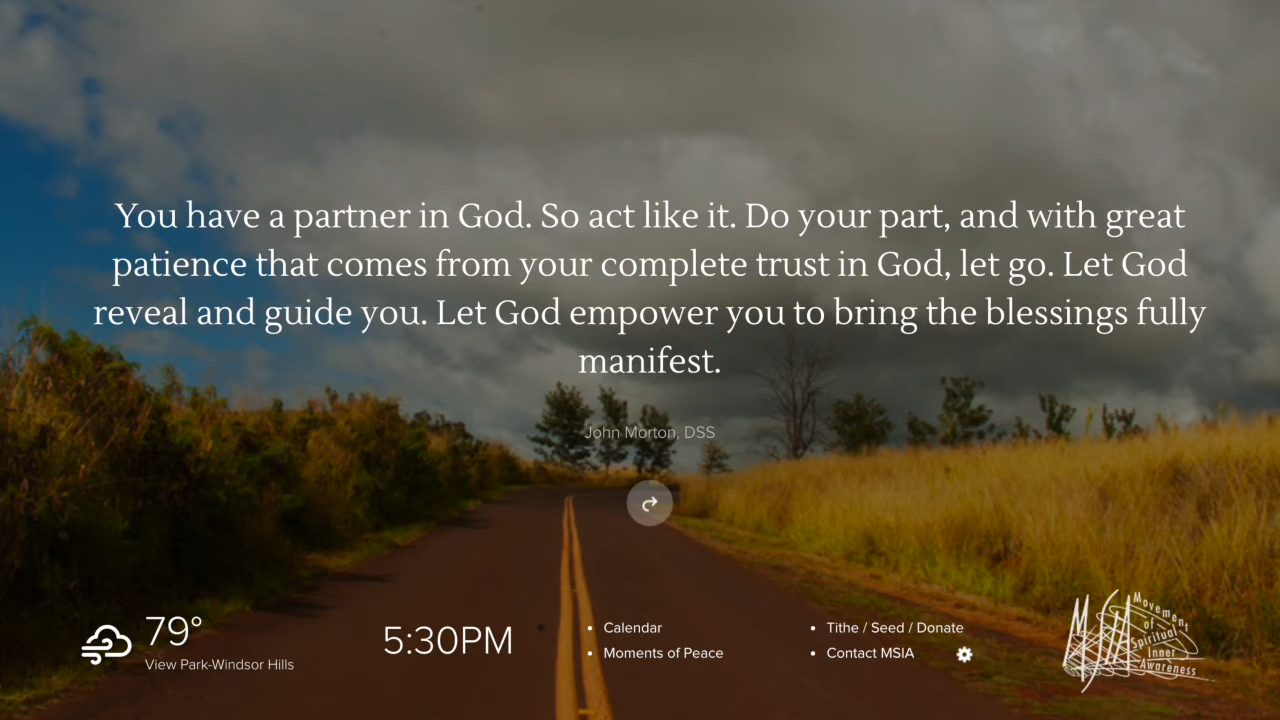 You have a partner in God. So act like it. Do your part, and with great
patience that comes from your complete trust in God, let go. Let God
reveal and guide you. Let God empower you to bring the blessings fully
manifest.
John Morton, DSS
79°
View Park-Windsor Hills
5:30PM
• Calendar
• Moments of Peace
• Tithe / Seed / Donate
• Contact MSIA
MSIA
Movement
of
Spiritual
Inner
Awareness